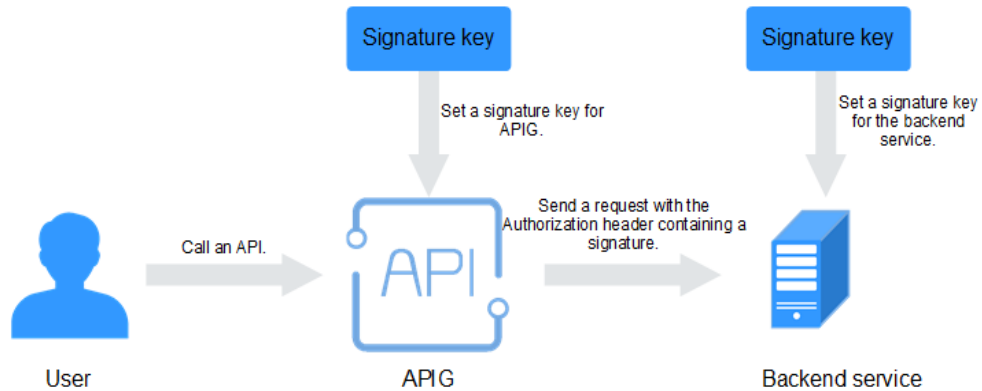 Signature key
Signature key
Set a signature key for
APIG.
Set a signature key
for the backend
service.
Call an API.
API
Send a request with the
Authorization header containing a
signature.
User
APIG
Backend service